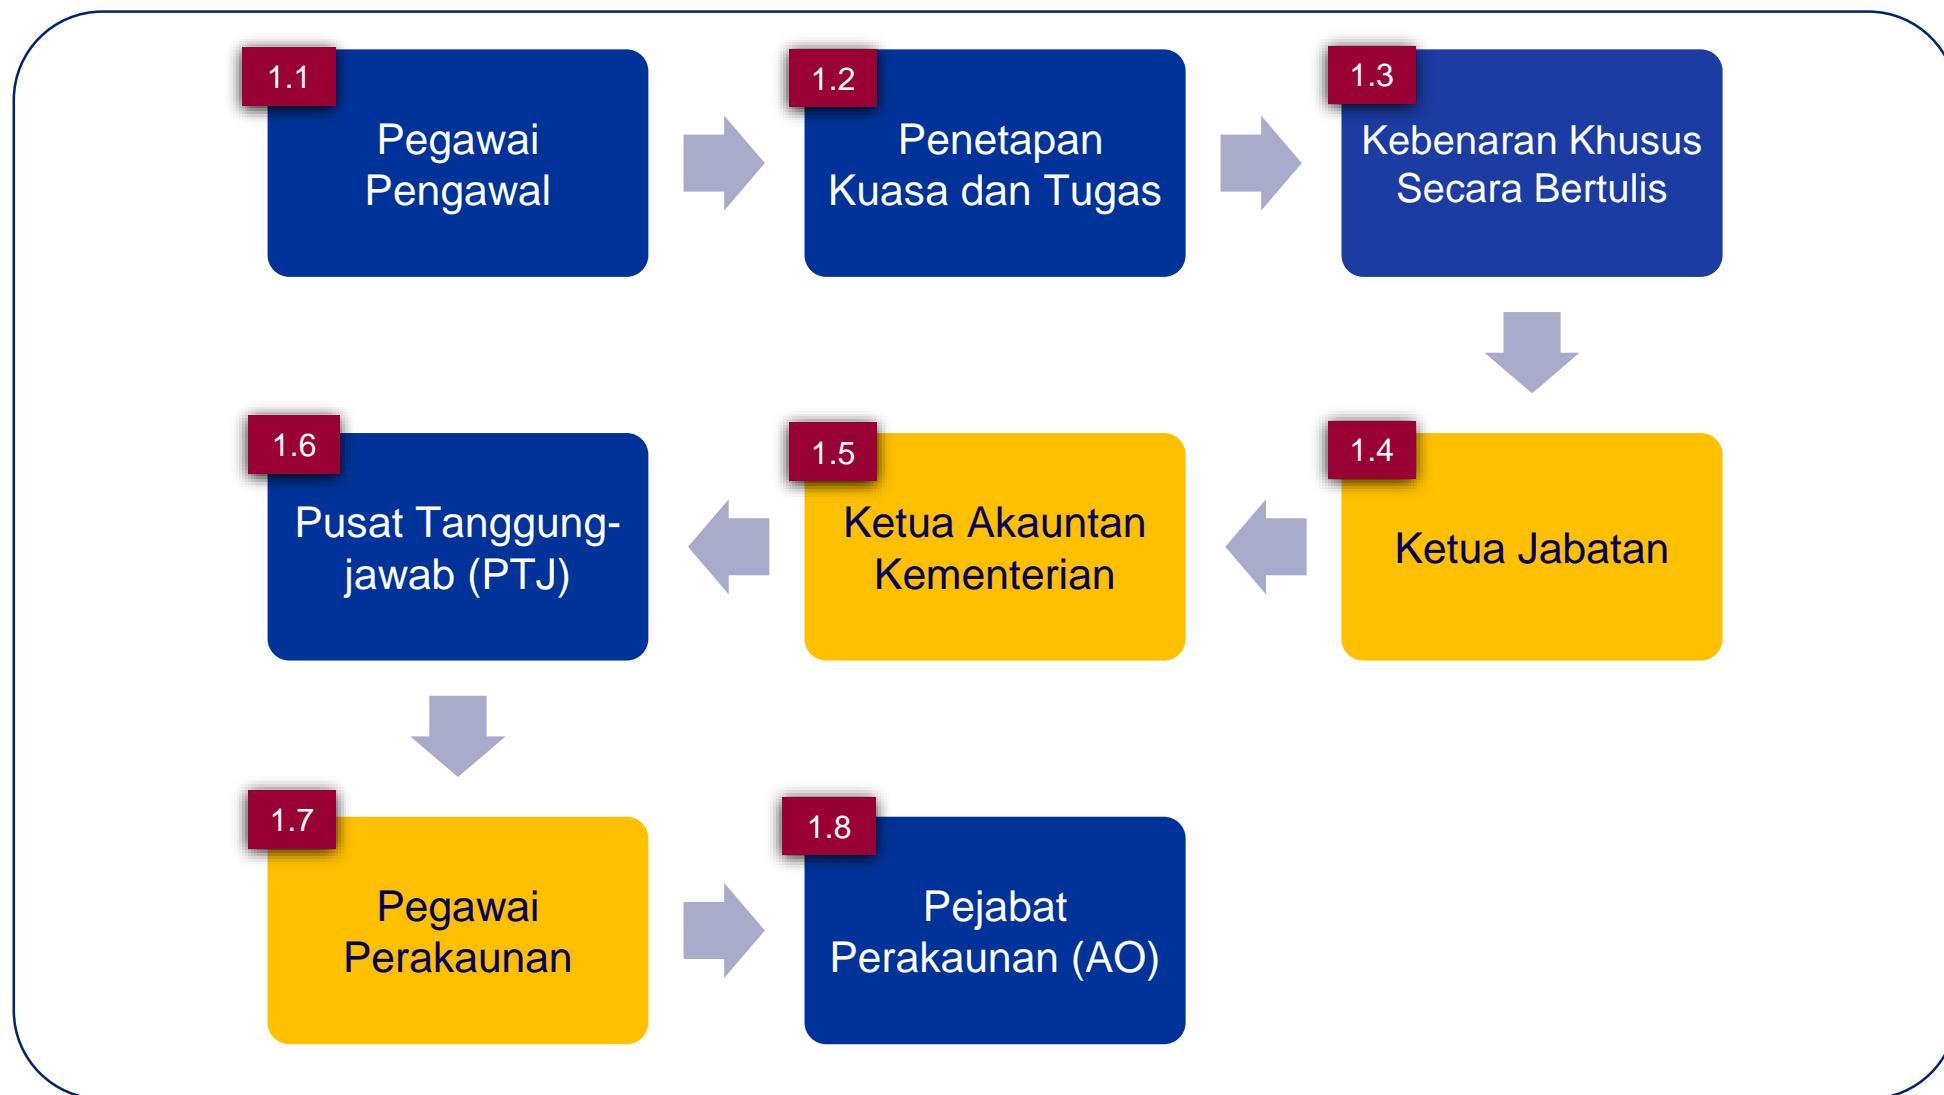 1.1
Pegawai
Pengawal
1.2
Penetapan
Kuasa dan Tugas
1.3
Kebenaran Khusus
Secara Bertulis
1.4
Ketua Jabatan
1.5
Ketua Akauntan
Kementerian
1.6
Pusat Tanggung-
jawab (PTJ)
1.7
Pegawai
Perakaunan
1.8
Pejabat
Perakaunan (AO)